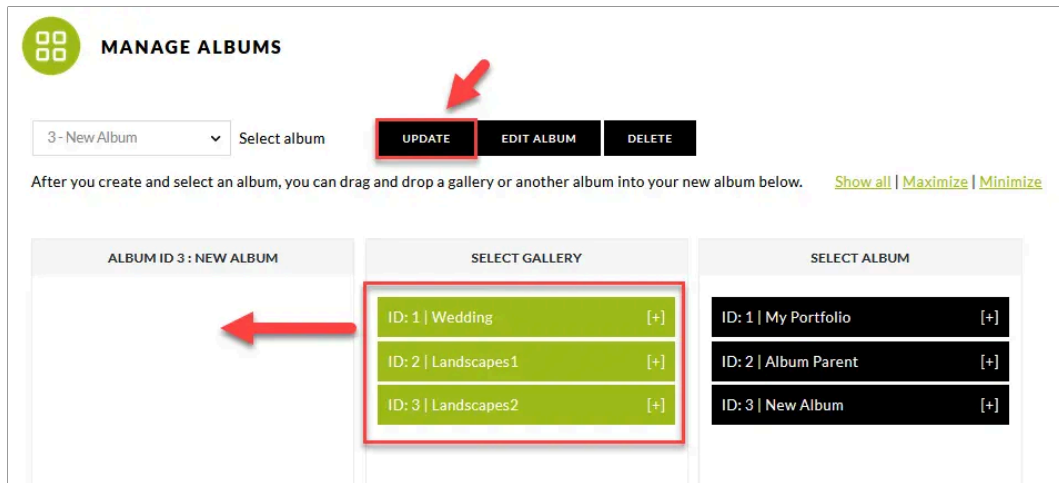 MANAGE ALBUMS
3 - New Album Select album UPDATE EDIT ALBUM DELETE
After you create and select an album, you can drag and drop a gallery or another album into your new album below. Show all | Maximize | Minimize
ALBUM ID 3 : NEW ALBUM SELECT GALLERY SELECT ALBUM
ID: 1 | Wedding [+] ID: 1 | My Portfolio [+]
ID: 2 | Landscapes1 [+] ID: 2 | Album Parent [+]
ID: 3 | Landscapes2 [+] ID: 3 | New Album [+]